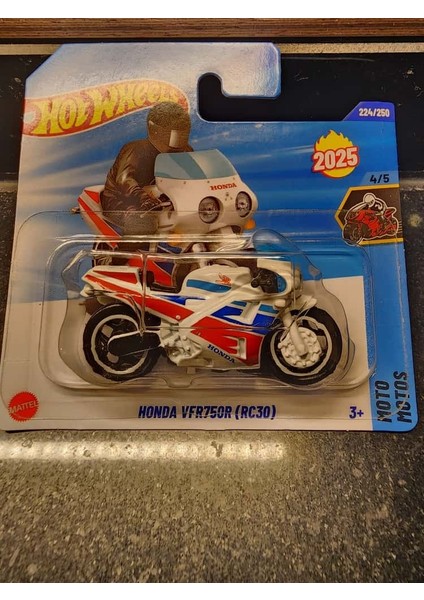 HOT WHEELS
224/250
2025
4/5
HONDA
HONDA
MATTEL
HONDA VFR750R (RC30)
3+
MOTO
MOTOS